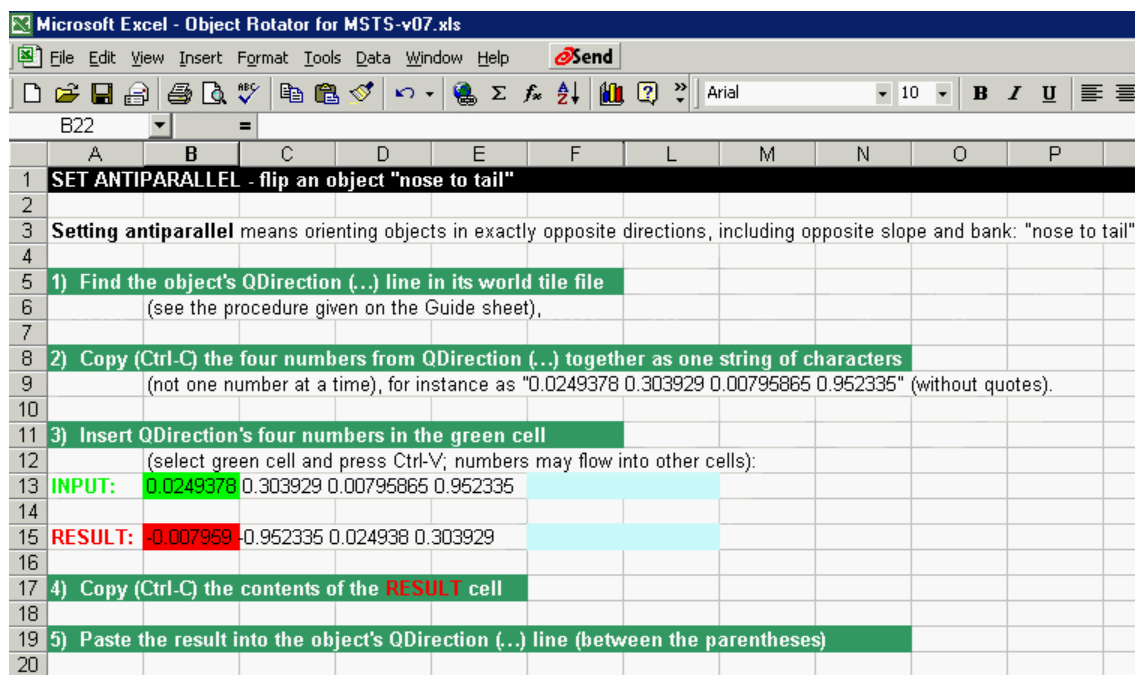 Microsoft Excel - Object Rotator for MSTS-v07.xls
File Edit View Insert Format Tools Data Window Help eSend
ABC Σ fx A Z ? » Arial 10 B I U
B22 =
A B C D E F L M N O P
1 SET ANTIPARALLEL - flip an object "nose to tail"
2
3 Setting antiparallel means orienting objects in exactly opposite directions, including opposite slope and bank: "nose to tail"
4
5 1) Find the object's QDirection (...) line in its world tile file
6 (see the procedure given on the Guide sheet),
7
8 2) Copy (Ctrl-C) the four numbers from QDirection (...) together as one string of characters
9 (not one number at a time), for instance as "0.0249378 0.303929 0.00795865 0.952335" (without quotes).
10
11 3) Insert QDirection's four numbers in the green cell
12 (select green cell and press Ctrl-V; numbers may flow into other cells):
13 INPUT: 0.0249378 0.303929 0.00795865 0.952335
14
15 RESULT: -0.007959 -0.952335 0.024938 0.303929
16
17 4) Copy (Ctrl-C) the contents of the RESULT cell
18
19 5) Paste the result into the object's QDirection (...) line (between the parentheses)
20